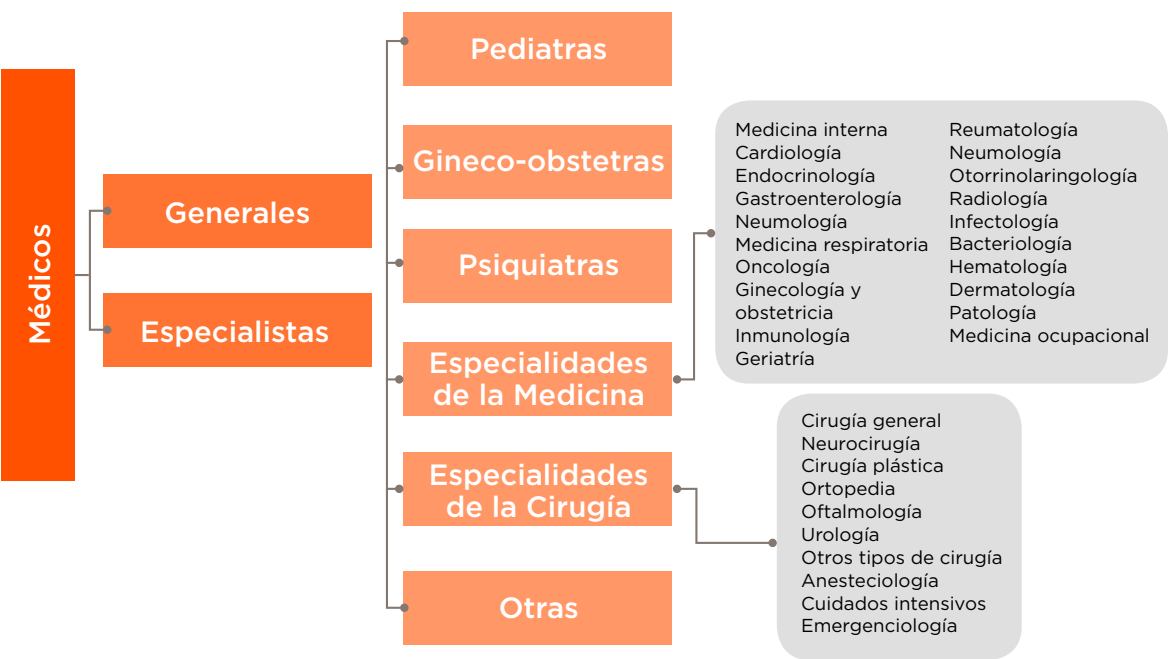 Médicos
Generales
Especialistas
Pediatras
Gineco-obstetras
Psiquiatras
Especialidades
de la Medicina
Especialidades
de la Cirugía
Otras
Medicina interna
Cardiología
Endocrinología
Gastroenterología
Neumología
Medicina respiratoria
Oncología
Ginecología y
obstetricia
Inmunología
Geriatría
Reumatología
Neumología
Otorrinolaringología
Radiología
Infectología
Bacteriología
Hematología
Dermatología
Patología
Medicina ocupacional
Cirugía general
Neurocirugía
Cirugía plástica
Ortopedia
Oftalmología
Urología
Otros tipos de cirugía
Anesteciología
Cuidados intensivos
Emergenciología